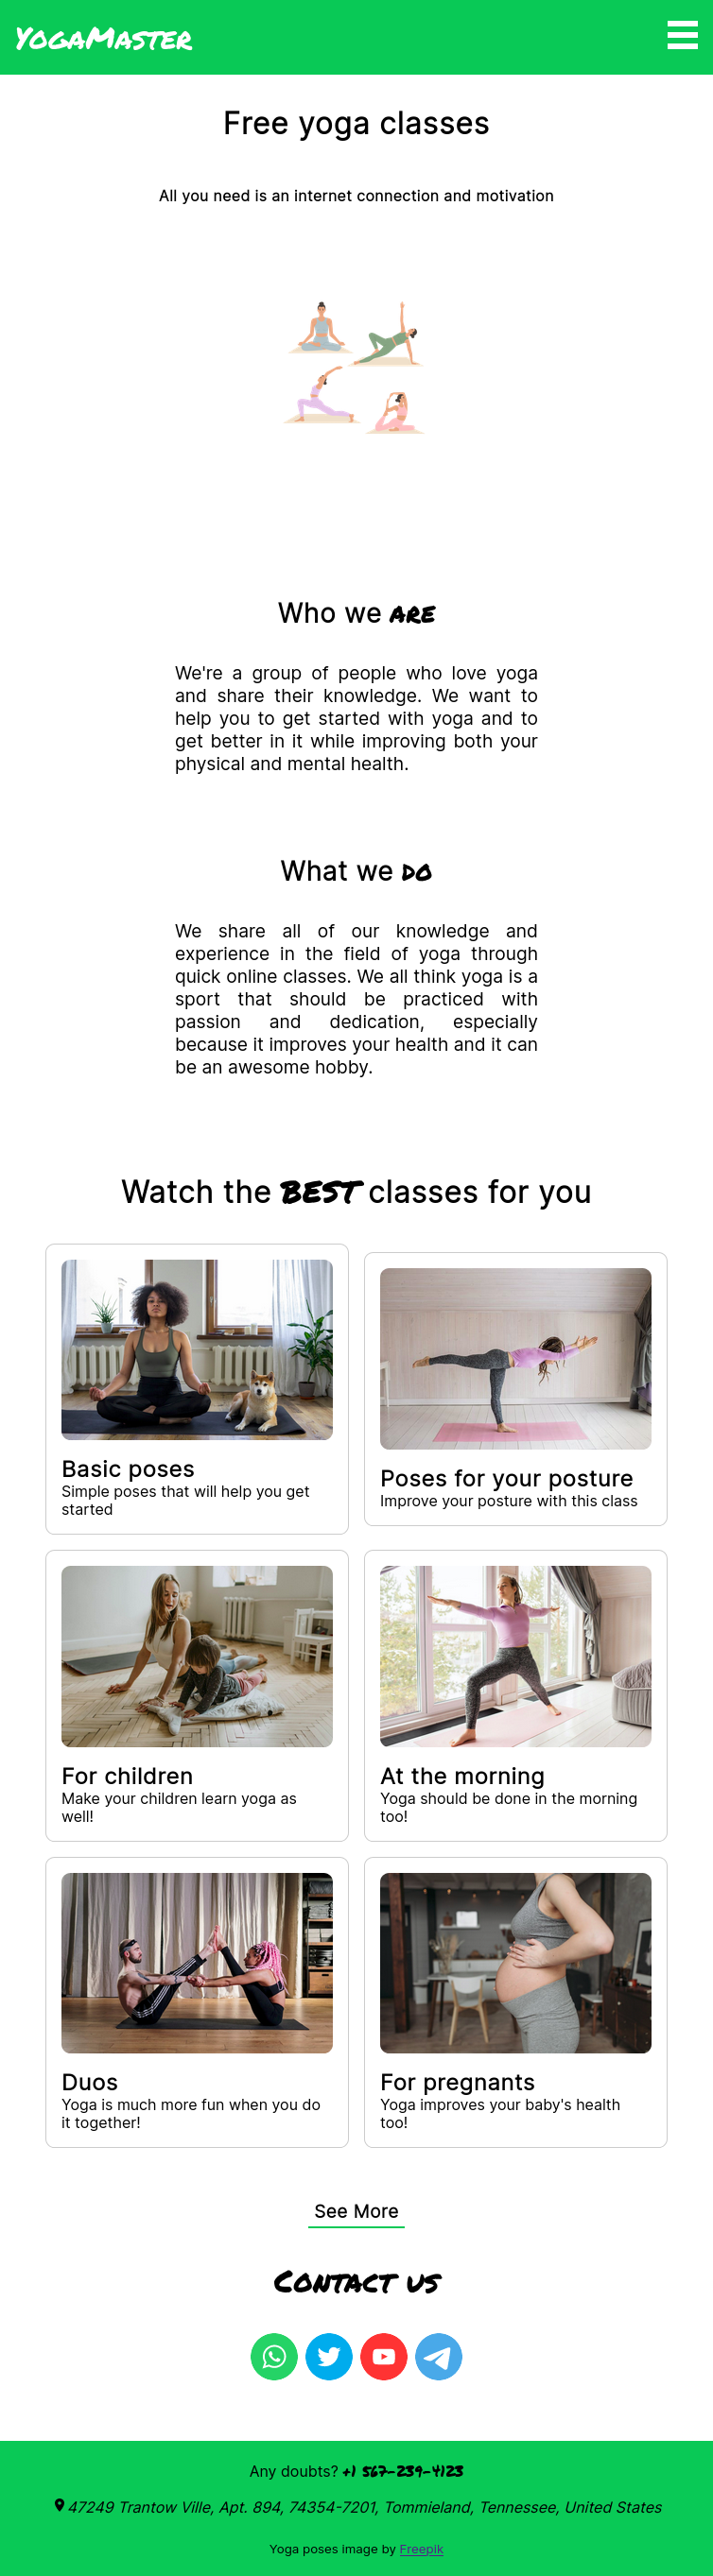 YogaMaster
Free yoga classes
All you need is an internet connection and motivation
Who we are
We're a group of people who love yoga
and share their knowledge. We want to
help you to get started with yoga and to
get better in it while improving both your
physical and mental health.
What we do
We share all of our knowledge and
experience in the field of yoga through
quick online classes. We all think yoga is a
sport that should be practiced with
passion and dedication, especially
because it improves your health and it can
be an awesome hobby.
Watch the best classes for you
Basic poses
Simple poses that will help you get
started
Poses for your posture
Improve your posture with this class
For children
Make your children learn yoga as
well!
At the morning
Yoga should be done in the morning
too!
Duos
Yoga is much more fun when you do
it together!
For pregnants
Yoga improves your baby's health
too!
See More
Contact us
Any doubts? +1 567-239-4123
47249 Trantow Ville, Apt. 894, 74354-7201, Tommieland, Tennessee, United States
Yoga poses image by Freepik